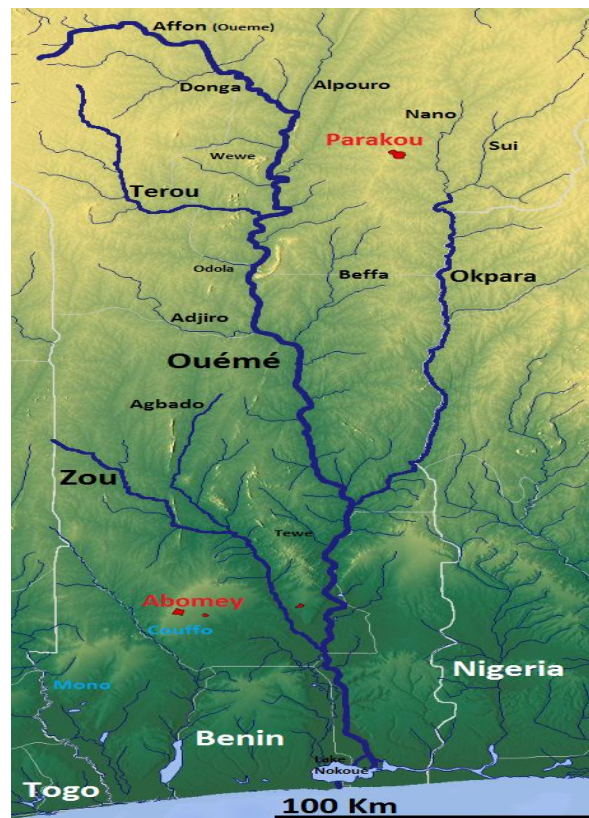 Affon (Oueme)
Donga
Alpouro
Nano
Parakou
Sui
Wewe
Terou
Odola
Beffa
Okpara
Adjiro
Ouémé
Agbado
Zou
Tewe
Abomey
Couffo
Nigeria
Mono
Benin
Lake
Nokoué
Togo
100 Km